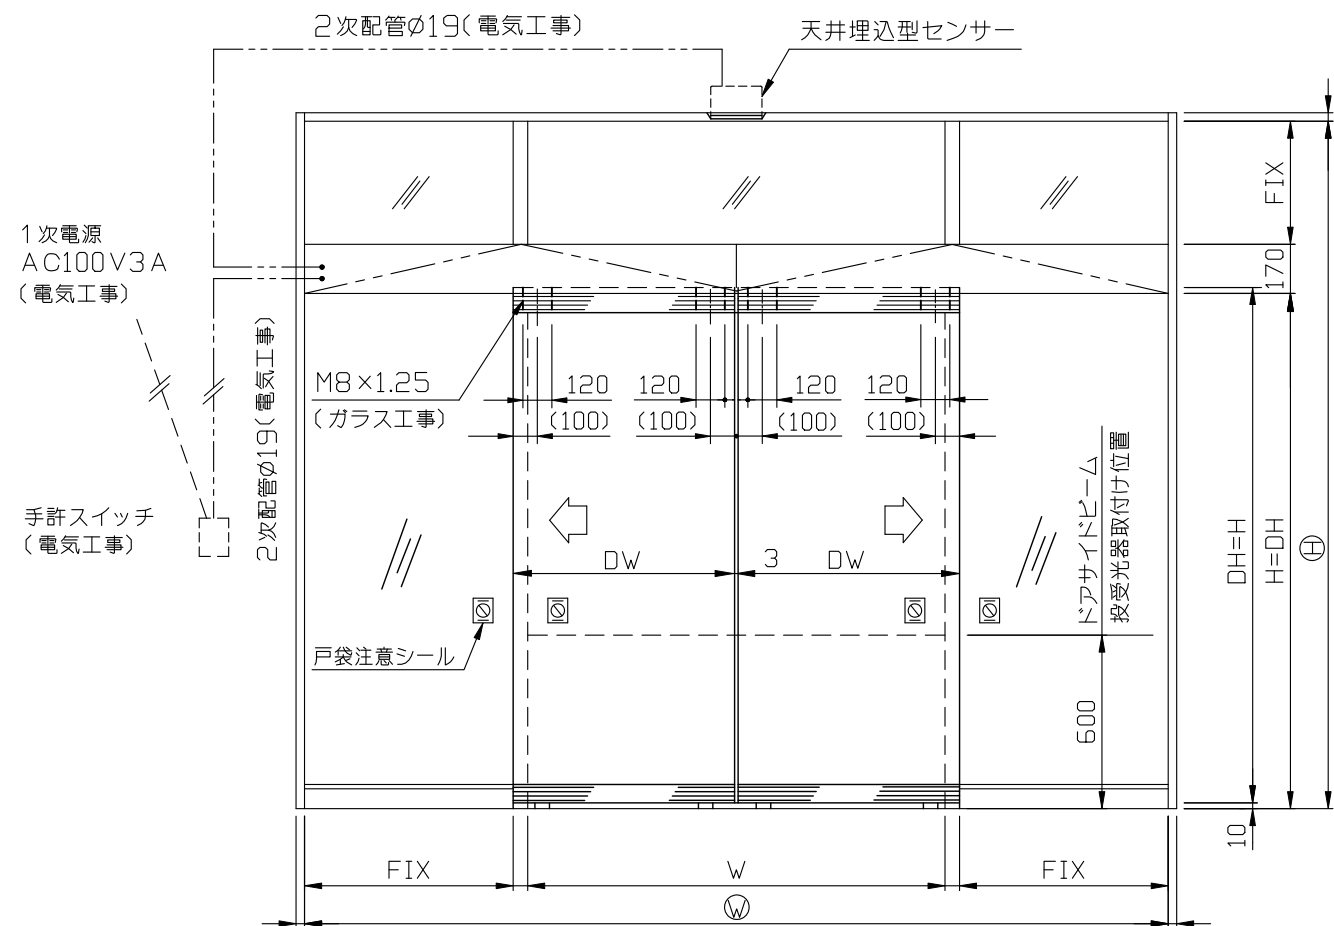 2次配管Ø19(電気工事)
天井埋込型センサー
FIX
170
1次電源
AC100V3A
(電気工事)
2次配管Ø19(電気工事)
M8×1.25
(ガラス工事)
120
120
120
120
(100)
(100)
(100)
(100)
ドアサイドビーム
投受光器取付け位置
手許スイッチ
(電気工事)
DW
3
DW
DH=H
H=DH
H
戸袋注意シール
600
10
FIX
W
FIX
W